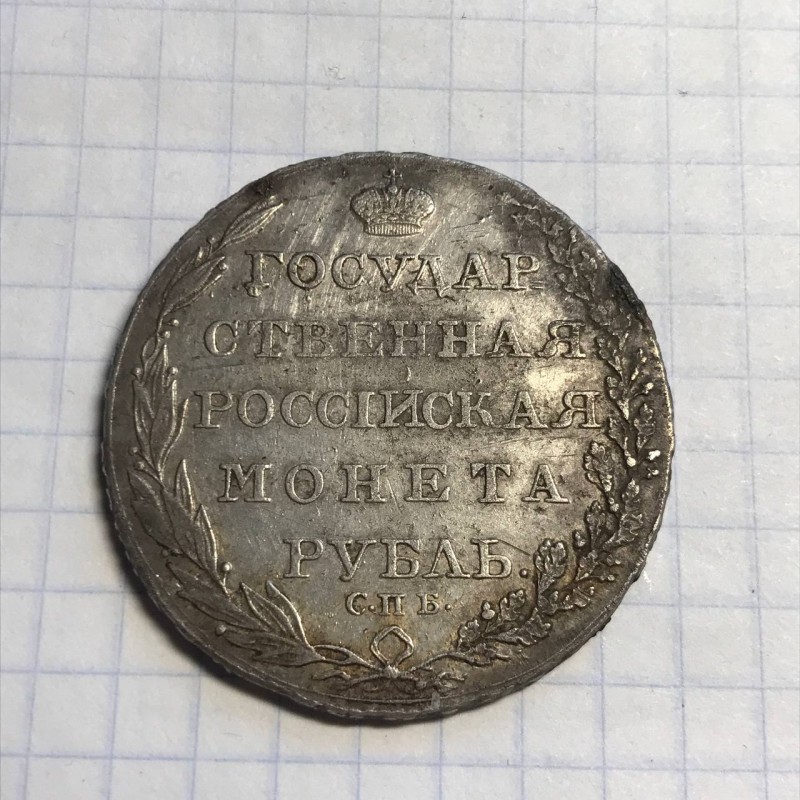 ГОСУДАР
СТВЕННАЯ
РОССІЙСКАЯ
МОНЕТА
РУБЛЬ.
С.П Б.